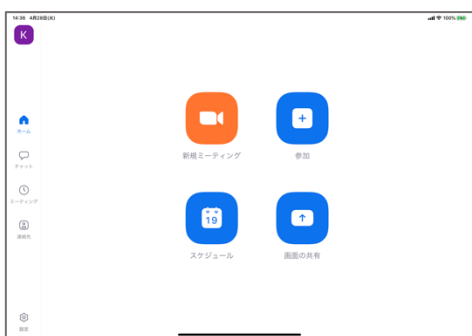 14:36 4月28日(火)
100%
K
ホーム
チャット
ミーティング
連絡先
設定
新規ミーティング
参加
19
スケジュール
画面の共有